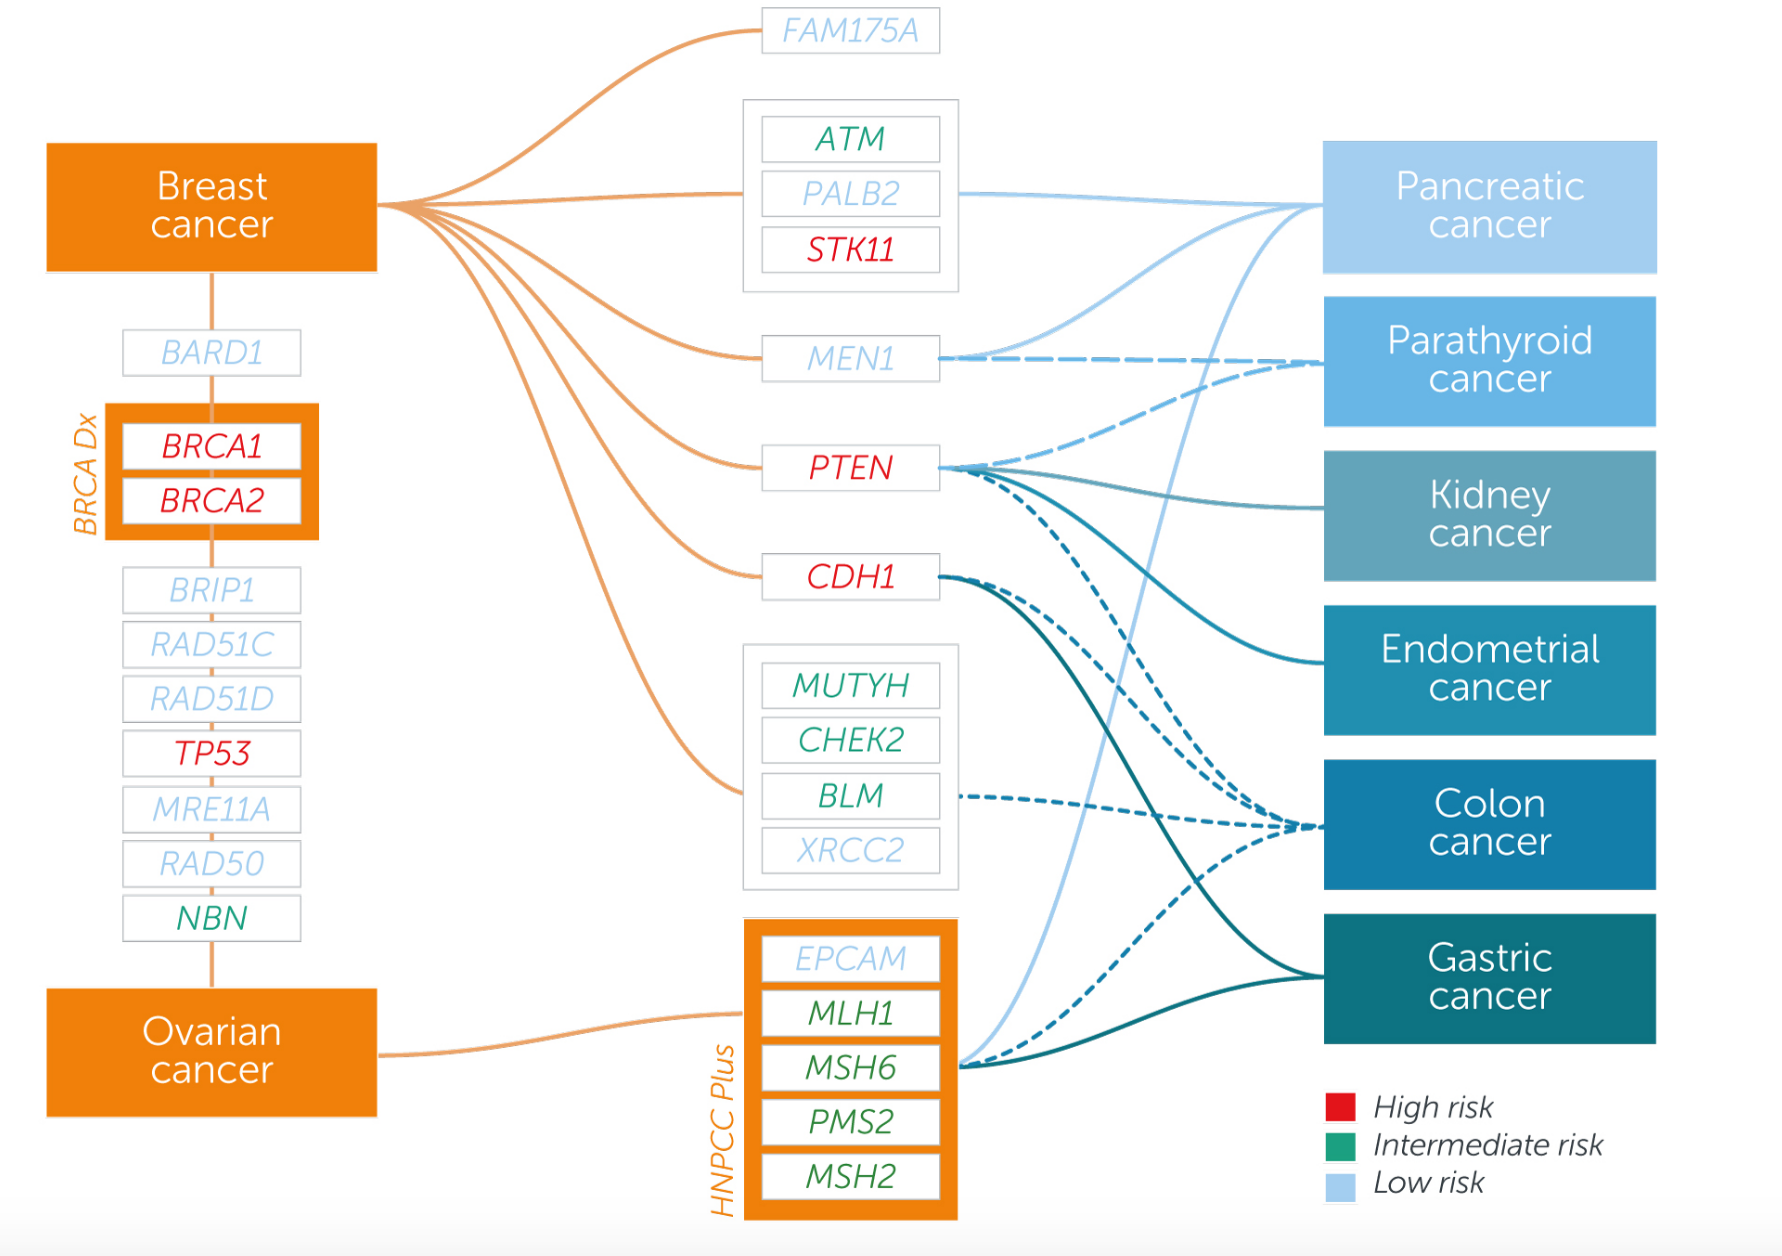 Breast
cancer
BARD1
BRCA Dx
BRCA1
BRCA2
BRIP1
RAD51C
RAD51D
TP53
MRE11A
RAD50
NBN
Ovarian
cancer
FAM175A
ATM
PALB2
STK11
MEN1
PTEN
CDH1
MUTYH
CHEK2
BLM
XRCC2
HNPCC Plus
EPCAM
MLH1
MSH6
PMS2
MSH2
Pancreatic
cancer
Parathyroid
cancer
Kidney
cancer
Endometrial
cancer
Colon
cancer
Gastric
cancer
High risk
Intermediate risk
Low risk